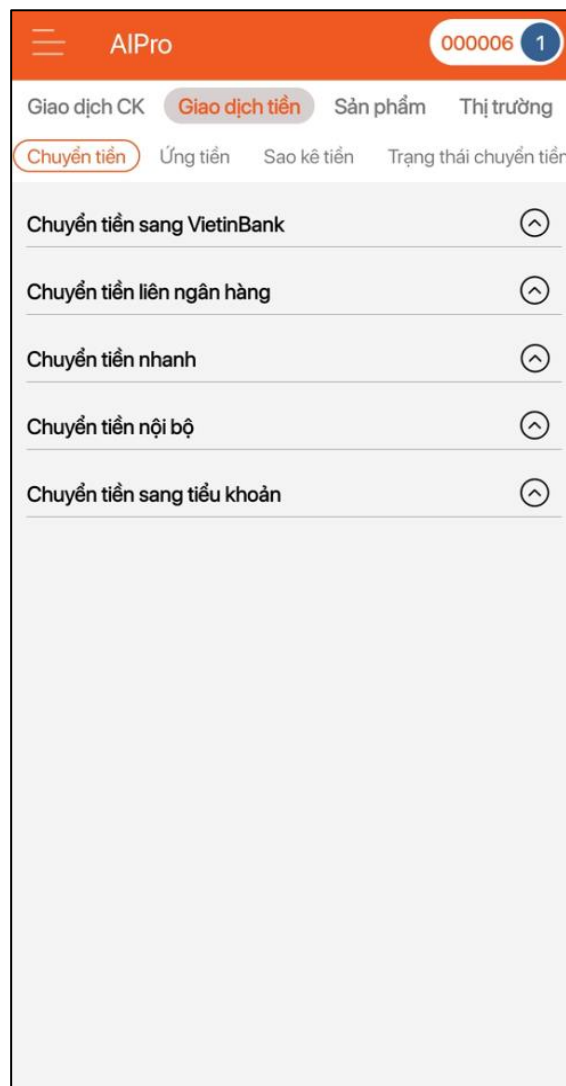 AIPro 000006 1
Giao dịch CK Giao dịch tiền Sản phẩm Thị trường
Chuyển tiền Ứng tiền Sao kê tiền Trạng thái chuyển tiền
Chuyển tiền sang VietinBank
Chuyển tiền liên ngân hàng
Chuyển tiền nhanh
Chuyển tiền nội bộ
Chuyển tiền sang tiểu khoản